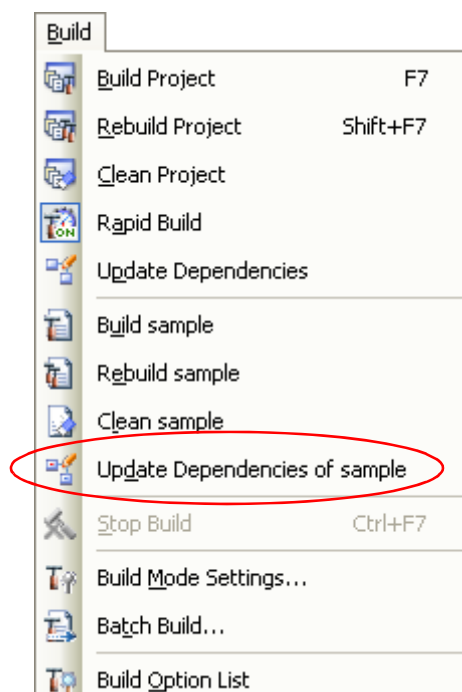 Build
Build Project F7
Rebuild Project Shift+F7
Clean Project
ON
Rapid Build
Update Dependencies
Build sample
Rebuild sample
Clean sample
Update Dependencies of sample
Stop Build Ctrl+F7
Build Mode Settings...
Batch Build...
Build Option List